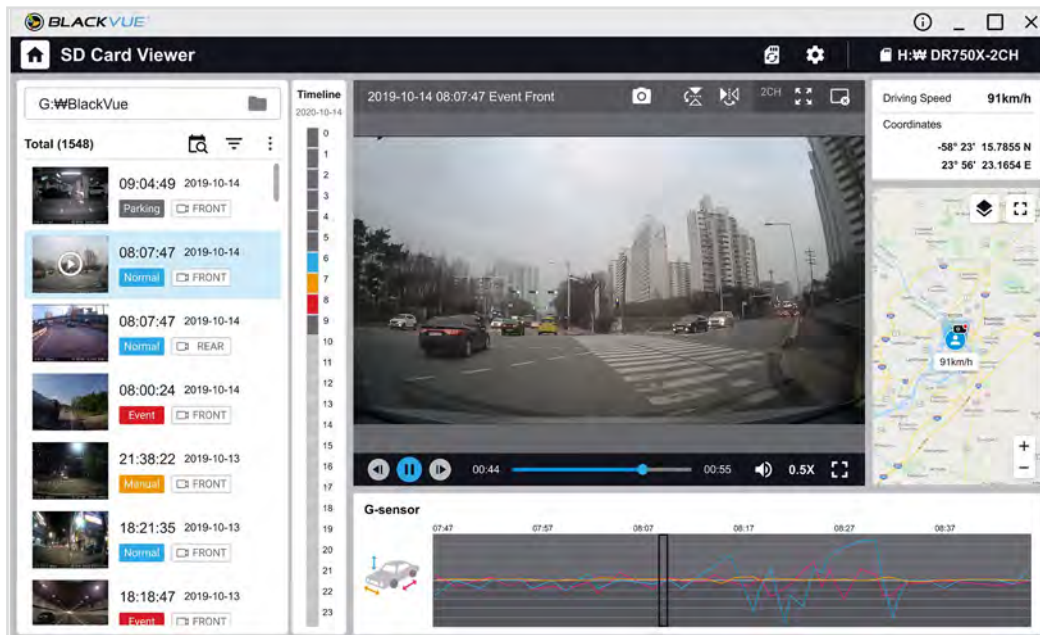 BLACKVUE
SD Card Viewer
H:₩ DR750X-2CH
G:₩BlackVue
Total (1548)
09:04:49 2019-10-14
Parking FRONT
08:07:47 2019-10-14
Normal FRONT
08:07:47 2019-10-14
Normal REAR
08:00:24 2019-10-14
Event FRONT
21:38:22 2019-10-13
Manual FRONT
18:21:35 2019-10-13
Normal FRONT
18:18:47 2019-10-13
Event FRONT
Timeline
2020-10-14
0
1
2
3
4
5
6
7
8
9
10
11
12
13
14
15
16
17
18
19
20
21
22
23
2019-10-14 08:07:47 Event Front
2CH
00:44
00:55
0.5X
Driving Speed 91km/h
Coordinates
-58° 23' 15.7855 N
23° 56' 23.1654 E
91km/h
+
−
G-sensor
07:47 07:57 08:07 08:17 08:27 08:37